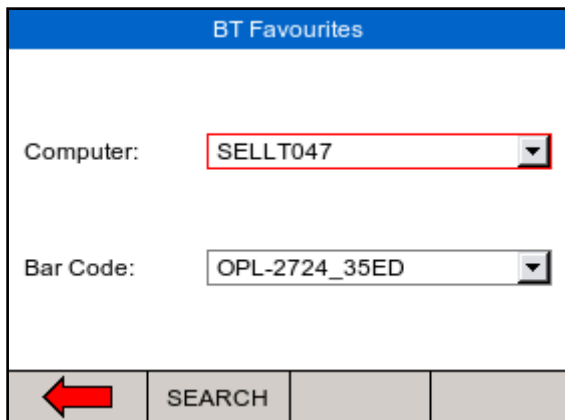 BT Favourites
Computer: SELLT047
Bar Code: OPL-2724_35ED
SEARCH